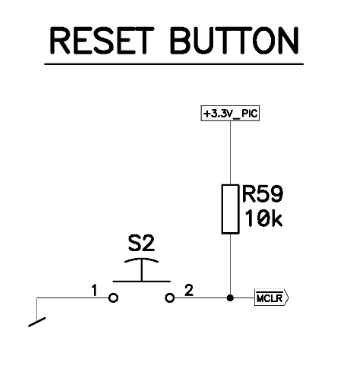 RESET BUTTON
+3.3V_PIC
R59
10k
S2
1 2
MCLR